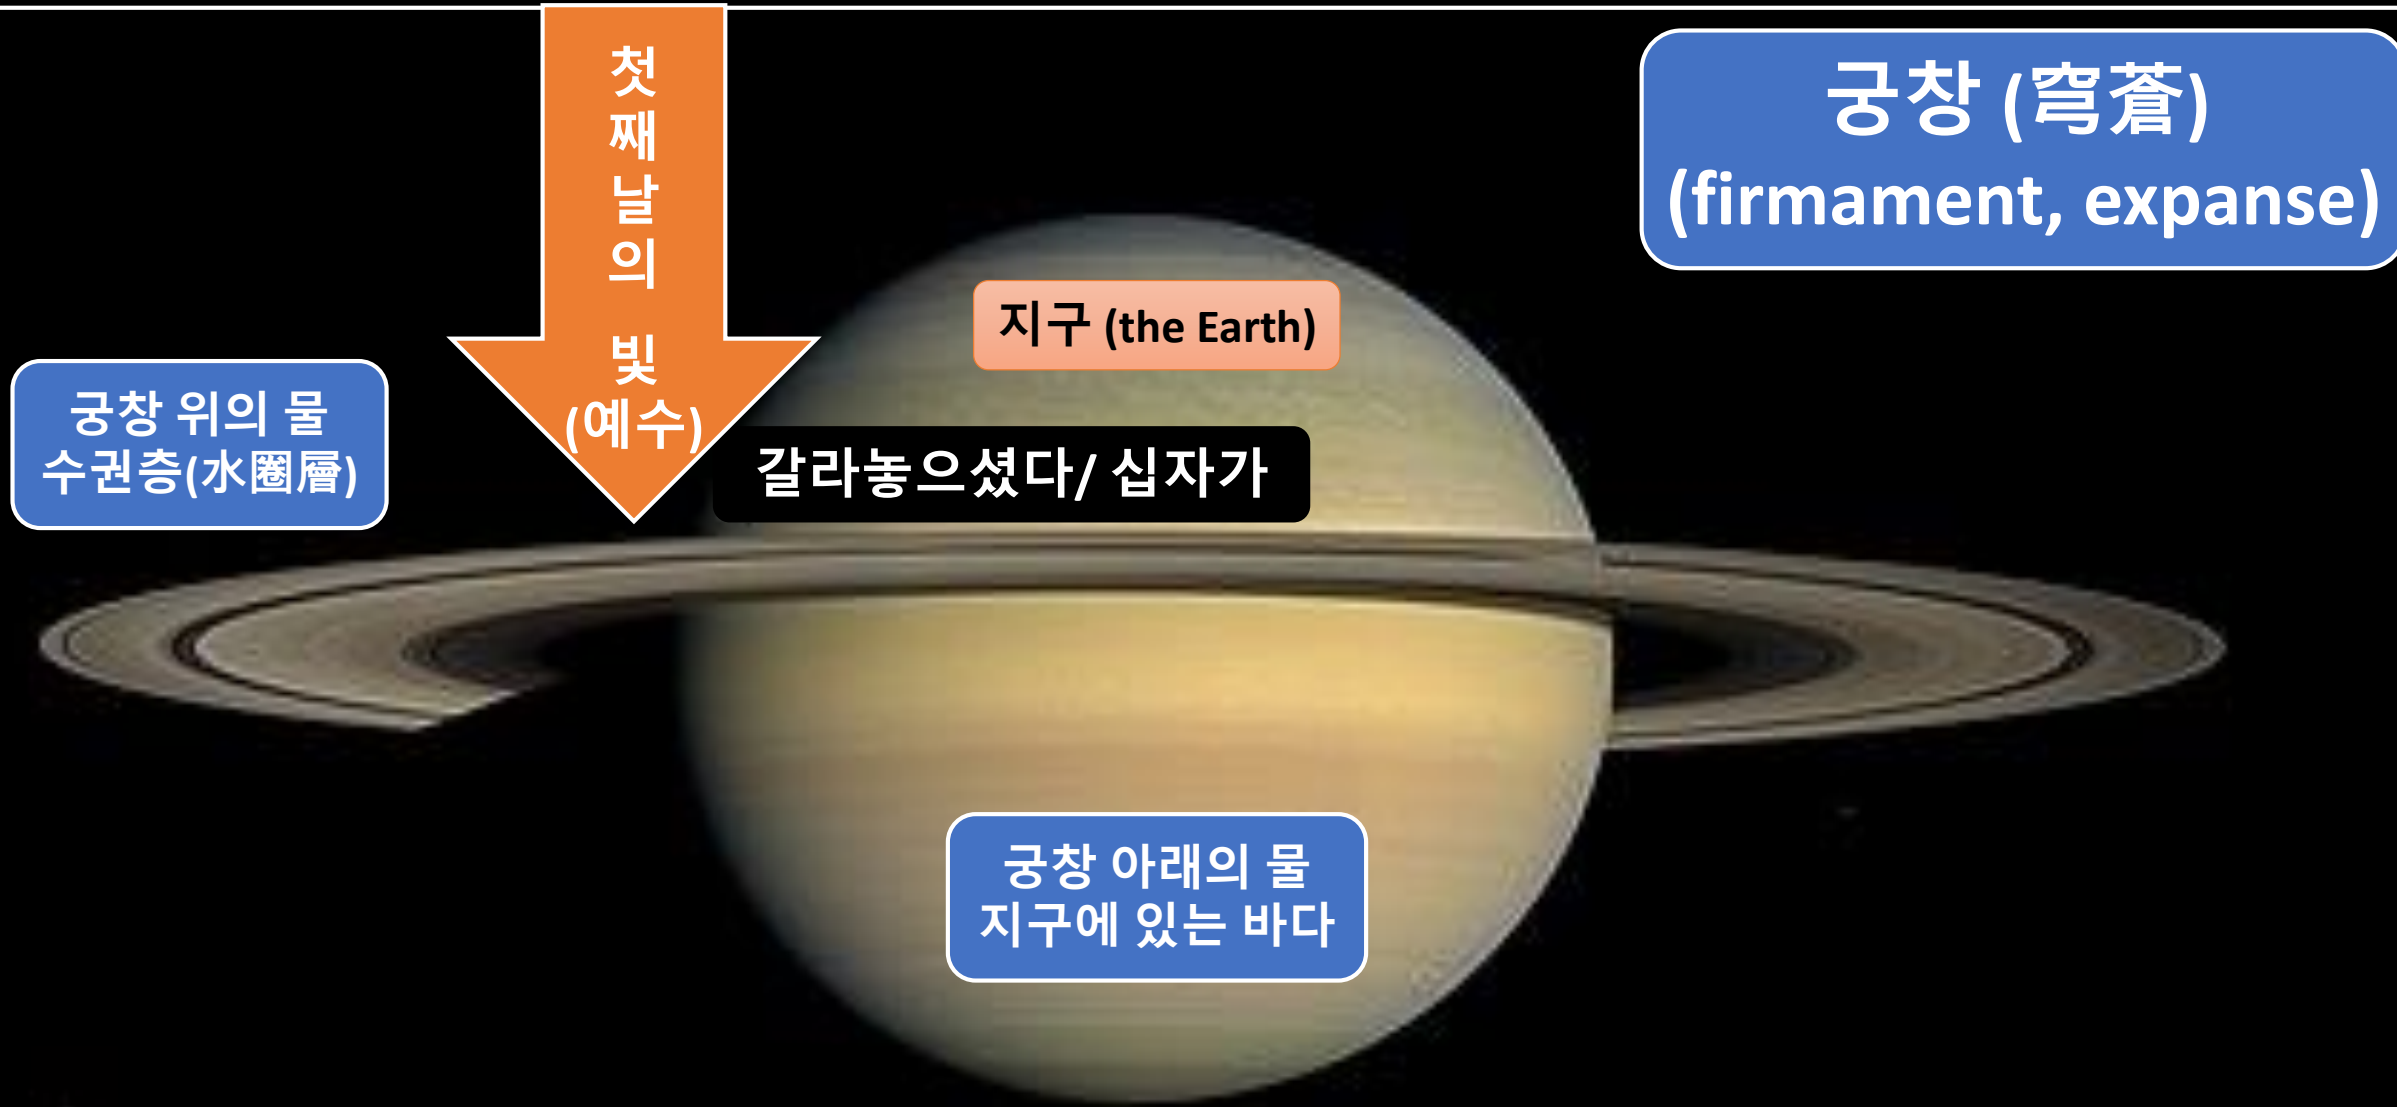 첫째날의 빛
(예수)
궁창 (穹蒼)
(firmament, expanse)
지구 (the Earth)
궁창 위의 물
수권층(水圈層)
갈라놓으셨다/ 십자가
궁창 아래의 물
지구에 있는 바다